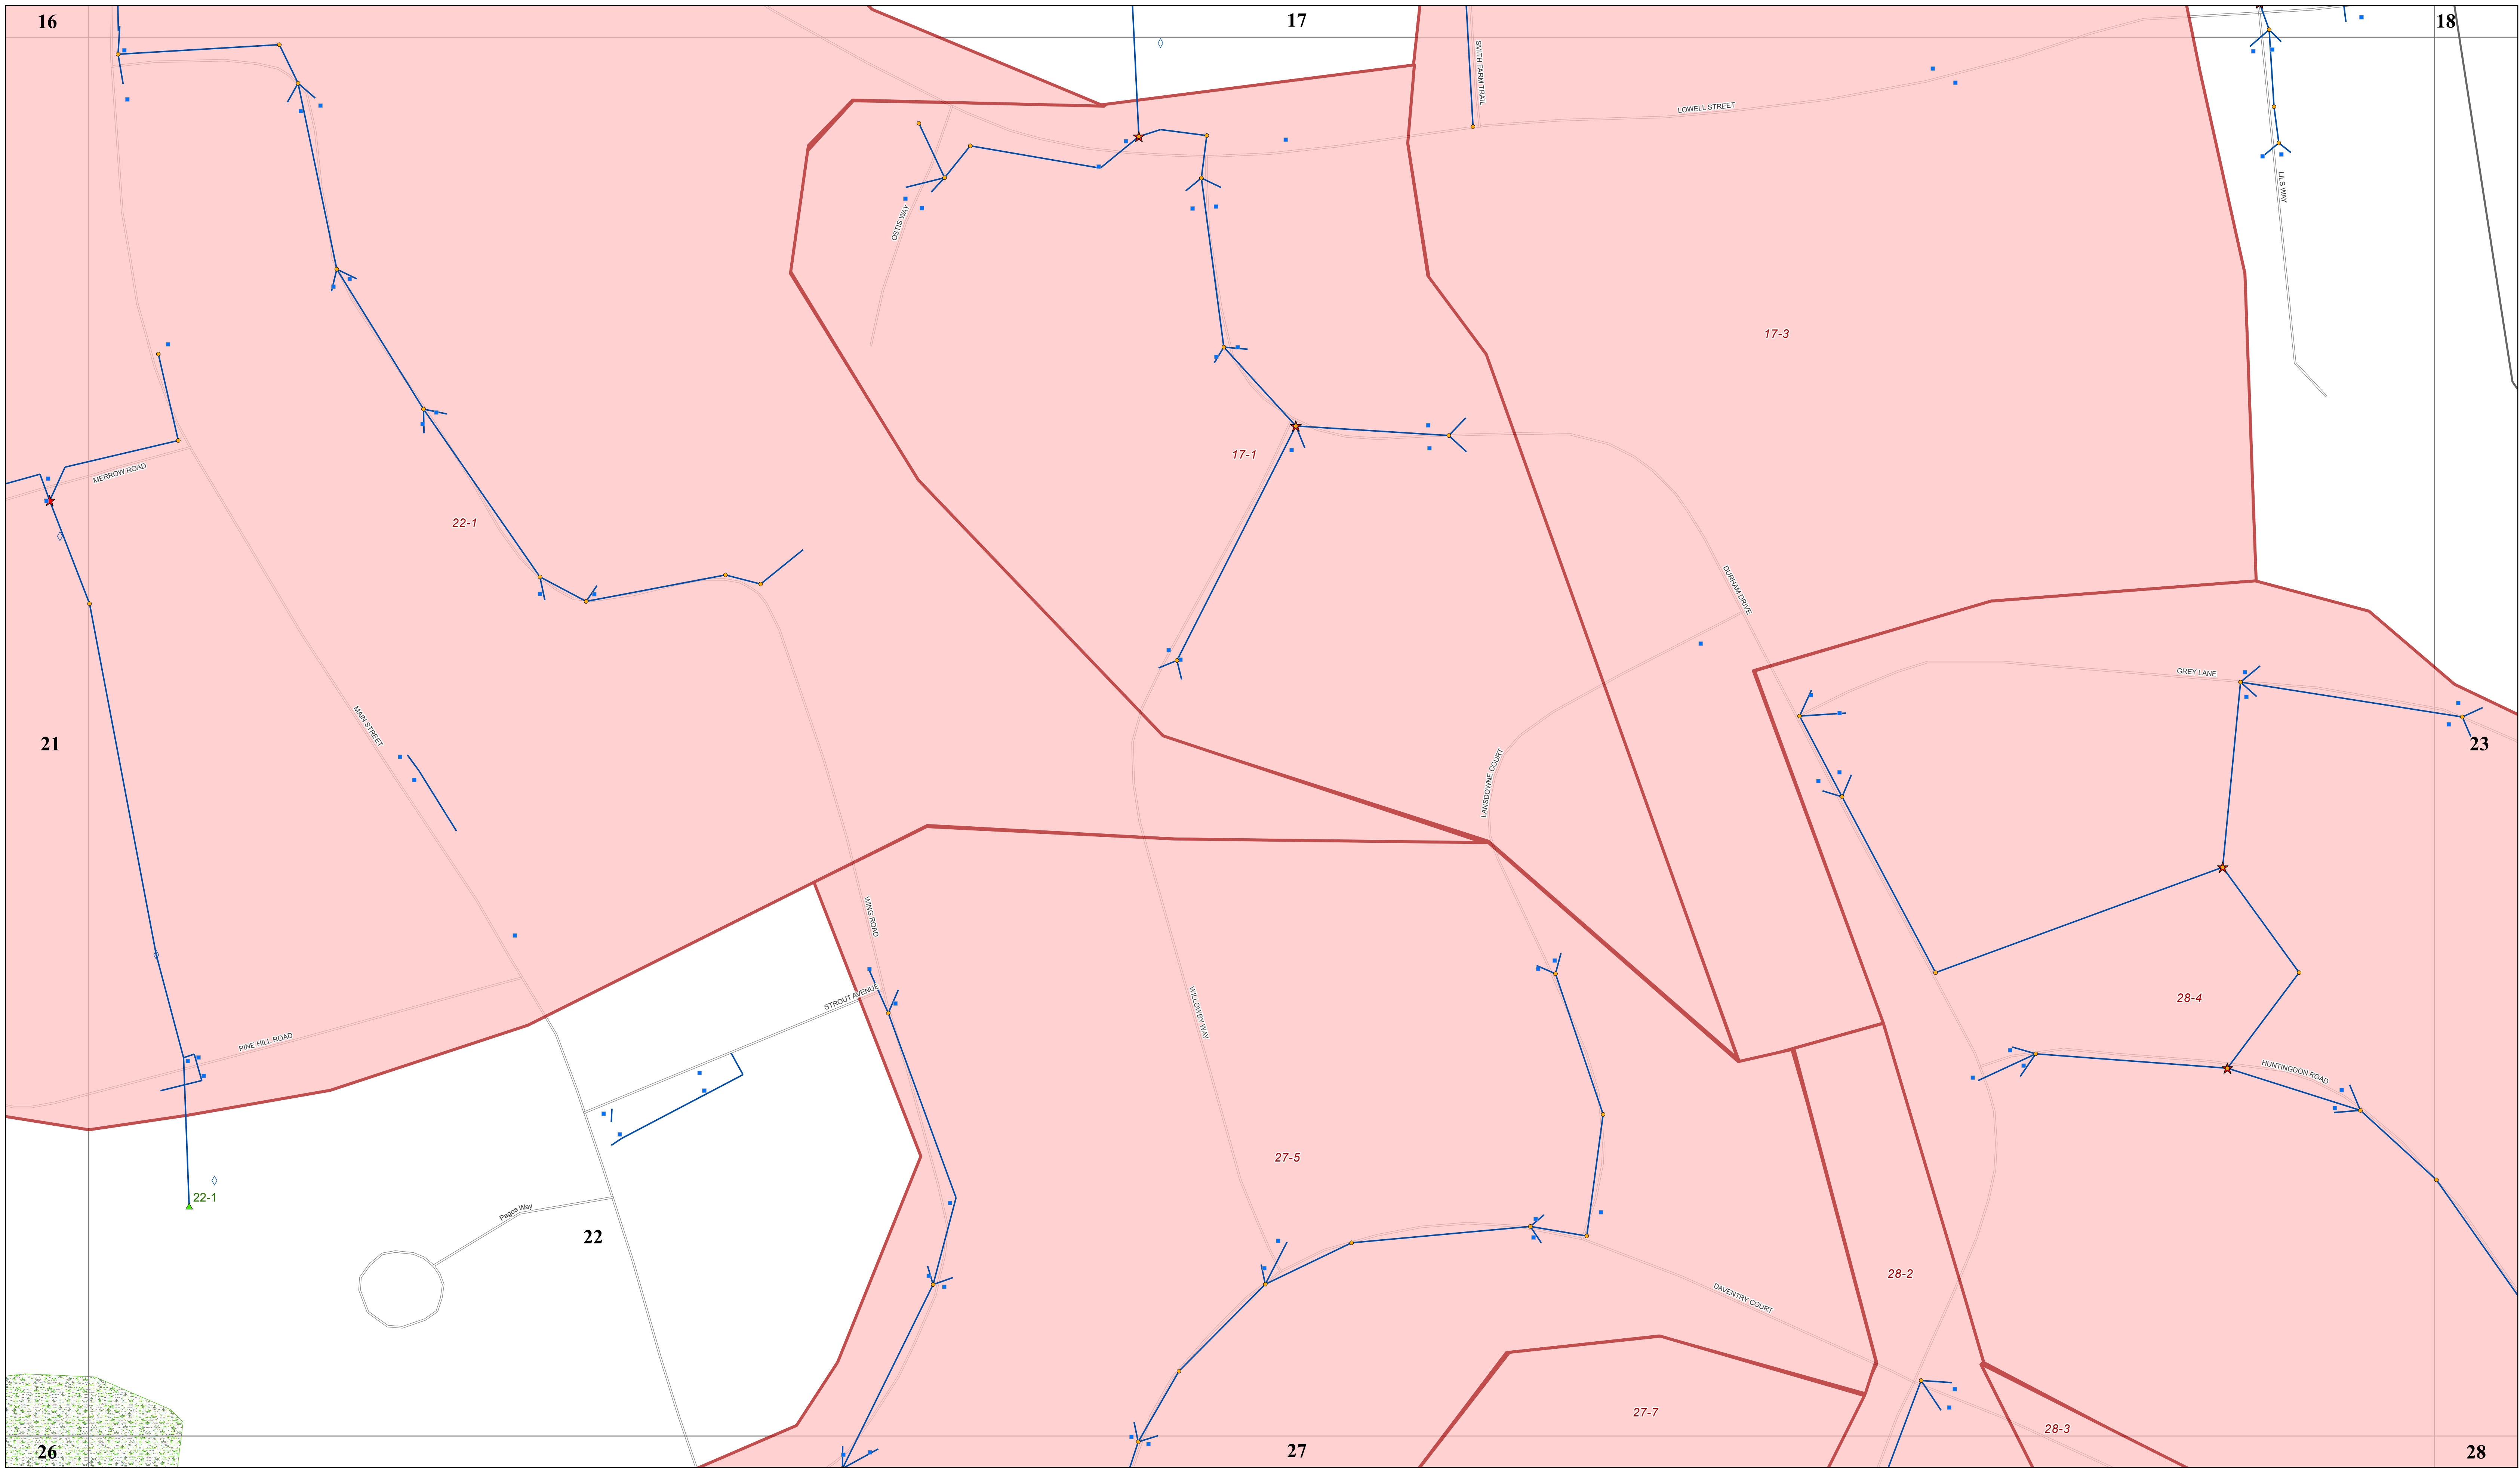 16
17
18
SMITH FARM TRAIL
LOWELL STREET
LILS WAY
OSTIS WAY
17-3
17-1
MERROW ROAD
22-1
DURHAM DRIVE
GREY LANE
MAIN STREET
21
23
LANSDOWNE COURT
WING ROAD
STROUT AVENUE
28-4
WILLOWBY WAY
PINE HILL ROAD
HUNTINGDON ROAD
27-5
22-1
Pagos Way
22
28-2
DAVENTRY COURT
27-7
28-3
26
27
28